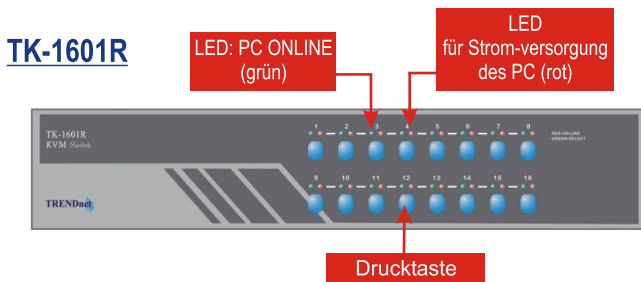 TK-1601R
LED: PC ONLINE
(grün)
LED
für Strom-versorgung
des PC (rot)
TK-1601R
KVM Switch
1 2 3 4 5 6 7 8
RED-ON LINE
GREEN-SELECT
9 10 11 12 13 14 15 16
TRENDnet
Drucktaste